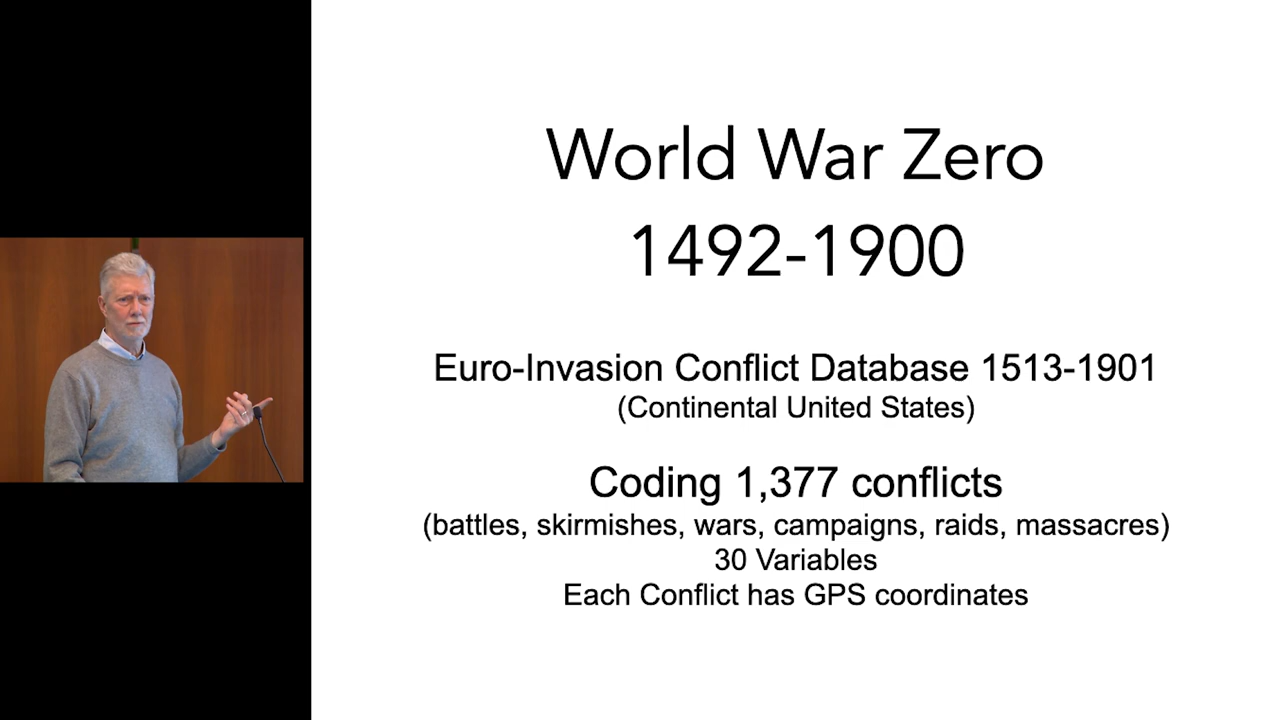 World War Zero
1492-1900
Euro-Invasion Conflict Database 1513-1901
(Continental United States)
Coding 1,377 conflicts
(battles, skirmishes, wars, campaigns, raids, massacres)
30 Variables
Each Conflict has GPS coordinates